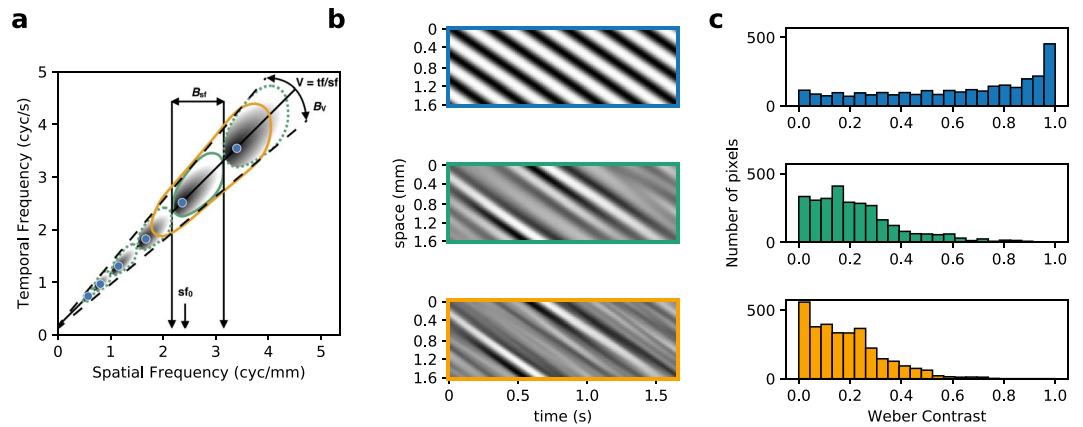 a
b
c
5
4
3
2
1
0
Temporal Frequency (cyc/s)
V = tf/sf
Bsf
BV
sf0
0 1 2 3 4 5
Spatial Frequency (cyc/mm)
0
0.4
0.8
1.2
1.6
0
0.4
0.8
1.2
1.6
space (mm)
0
0.4
0.8
1.2
1.6
0 0.5 1.0 1.5
time (s)
500
0
0.0 0.2 0.4 0.6 0.8 1.0
500
0
0.0 0.2 0.4 0.6 0.8 1.0
Number of pixels
500
0
0.0 0.2 0.4 0.6 0.8 1.0
Weber Contrast